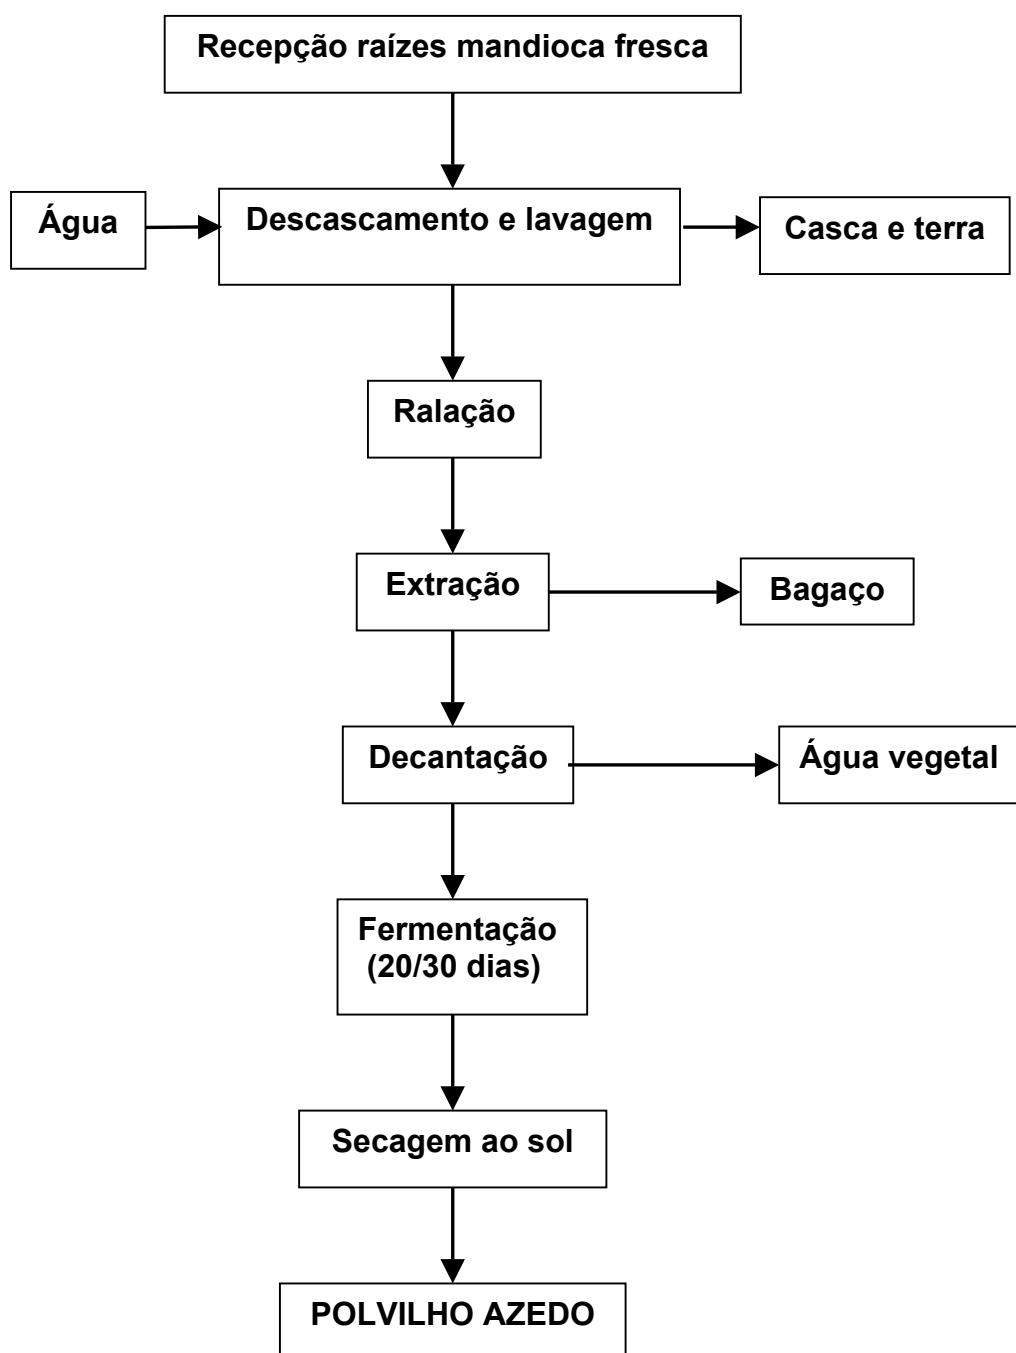 Recepção raízes mandioca fresca
Água
Descascamento e lavagem
Casca e terra
Ralação
Extração
Bagaço
Decantação
Água vegetal
Fermentação
(20/30 dias)
Secagem ao sol
POLVILHO AZEDO